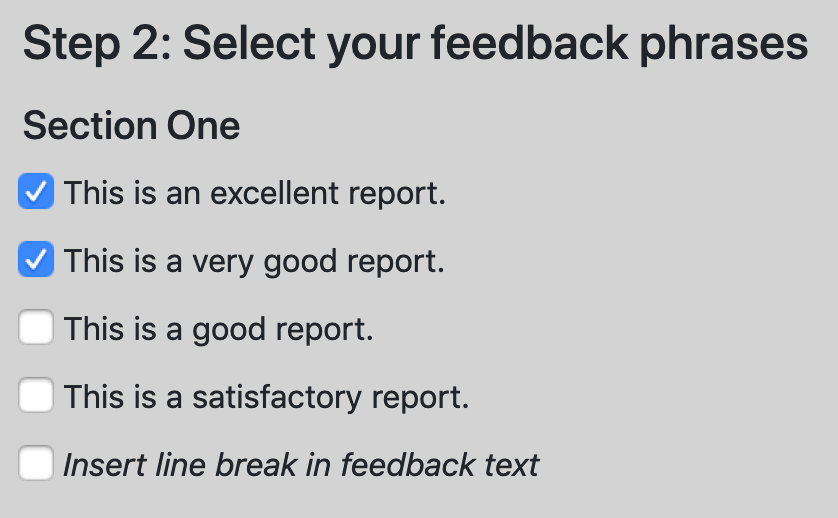 Step 2: Select your feedback phrases
Section One
This is an excellent report.
This is a very good report.
This is a good report.
This is a satisfactory report.
Insert line break in feedback text